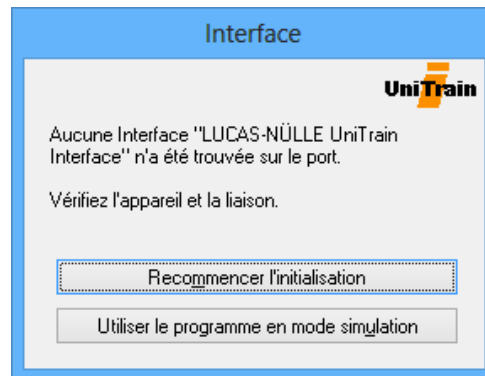 Interface
UniTrain
Aucune Interface "LUCAS-NÜLLE UniTrain
Interface" n'a été trouvée sur le port.
Vérifiez l'appareil et la liaison.
Recommencer l'initialisation
Utiliser le programme en mode simulation